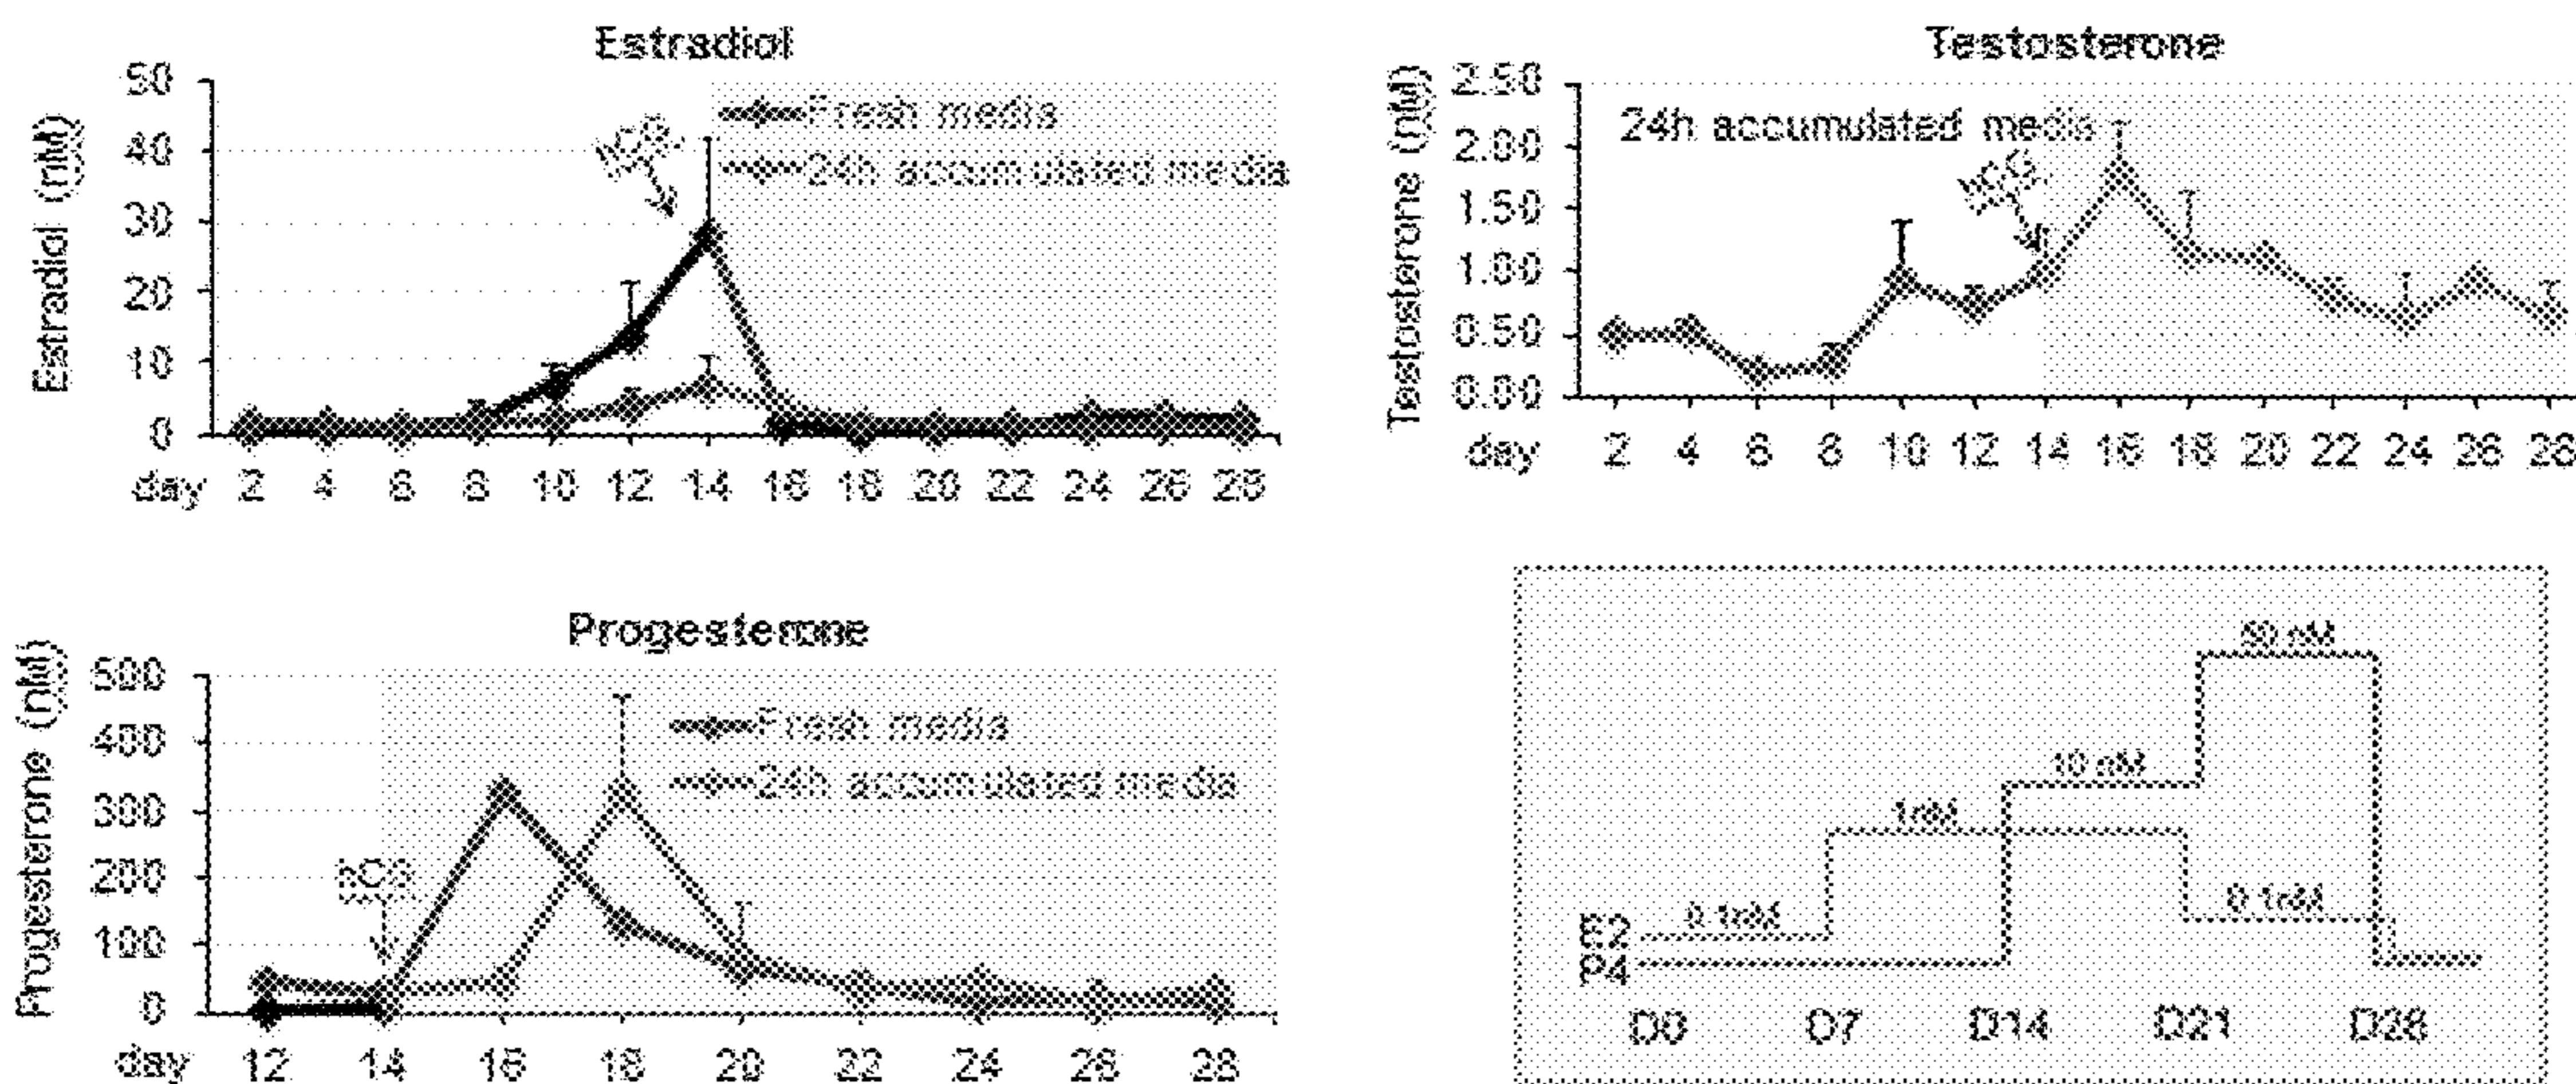 Estradiol
Estradiol (nM)
50
40
30
20
10
0
Fresh media
24h accumulated media
day 2 4 6 8 10 12 14 16 18 20 22 24 26 28
Testosterone
Testosterone (nM)
2.50
2.00
1.50
1.00
0.50
0.00
24h accumulated media
day 2 4 6 8 10 12 14 16 18 20 22 24 26 28
Progesterone
Progesterone (nM)
500
400
300
200
100
0
Fresh media
24h accumulated media
day 12 14 16 18 20 22 24 26 28
50 nM
10 nM
1nM
0.1nM
0.1nM
E2
P4
D0 D7 D14 D21 D28